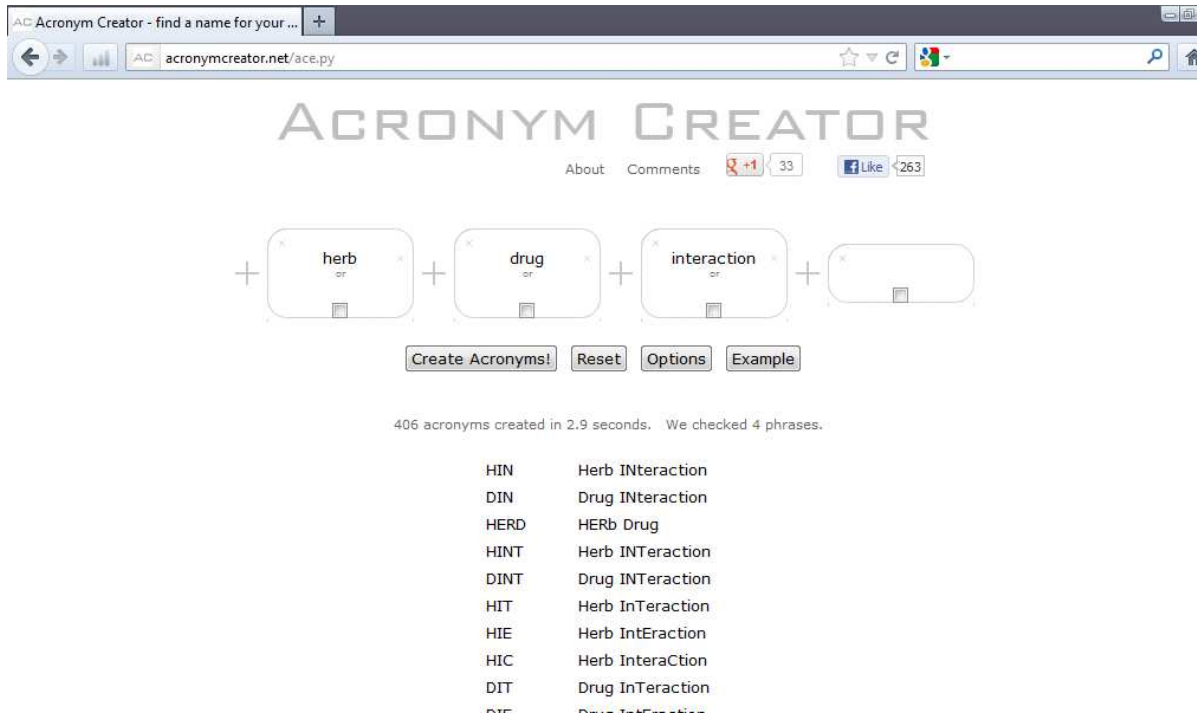 AC Acronym Creator - find a name for your ... +
AC acronymcreator.net/ace.py
ACRONYM CREATOR
About Comments +1 33 Like 263
herb drug interaction
or or or
Create Acronyms! Reset Options Example
406 acronyms created in 2.9 seconds. We checked 4 phrases.
HIN Herb INteraction
DIN Drug INteraction
HERD HERb Drug
HINT Herb INTeraction
DINT Drug INTeraction
HIT Herb InTeraction
HIE Herb IntEraction
HIC Herb InteraCtion
DIT Drug InTeraction
DIE Drug IntEraction